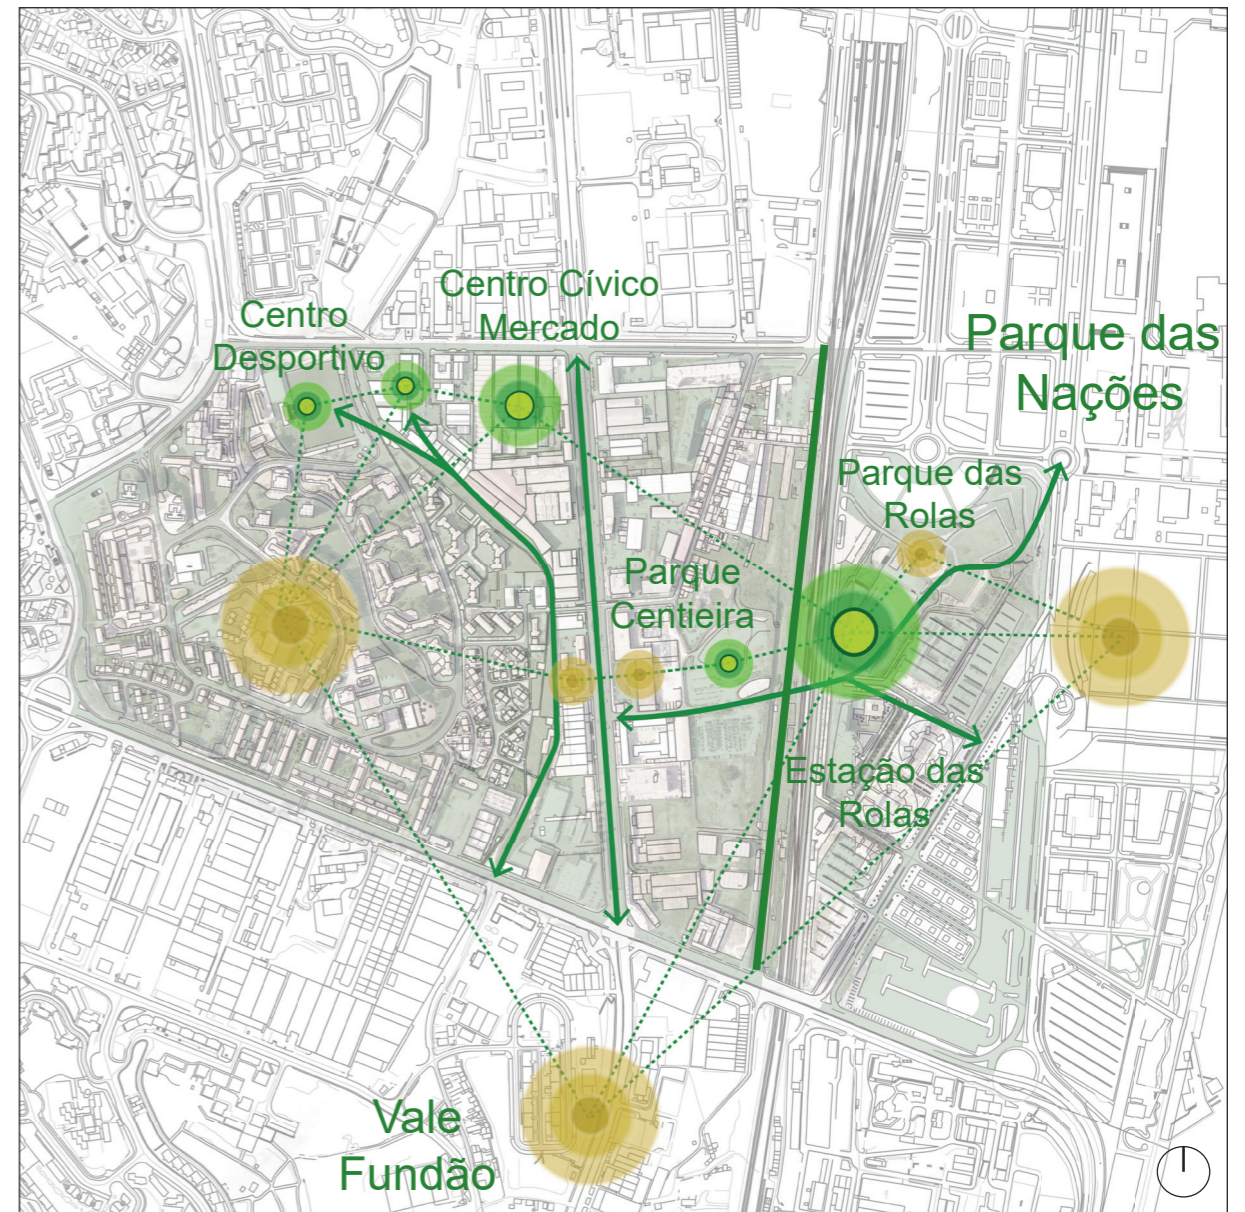 Centro Cívico
Mercado
Centro
Desportivo
Parque das
Nações
Parque das
Rolas
Parque
Centieira
Estação das
Rolas
Vale
Fundão